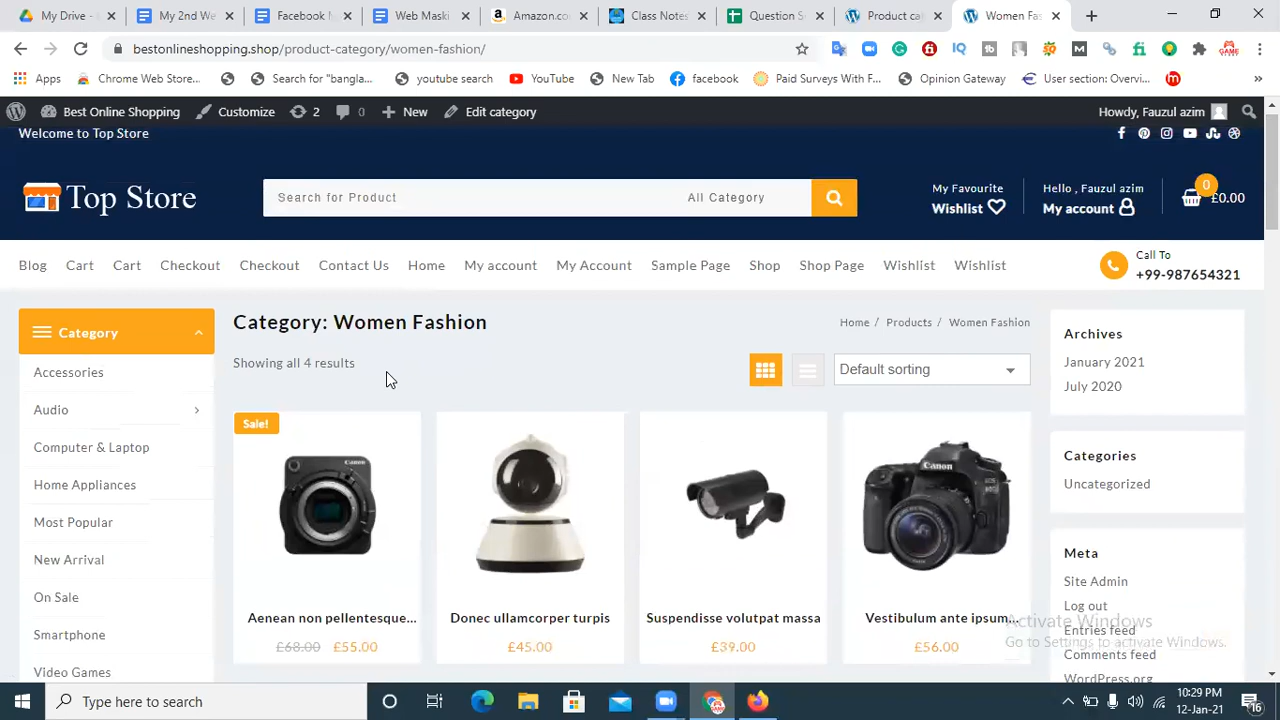 My Drive -
My 2nd We
Facebook
Web Maski
Amazon.co
Class Notes
Question S
Product ca
Women Fas
bestonlineshopping.shop/product-category/women-fashion/
Apps
Chrome Web Store...
Search for "bangla...
youtube search
YouTube
New Tab
facebook
Paid Surveys With F...
Opinion Gateway
User section: Overvi...
»
Best Online Shopping
Customize
2
0
New
Edit category
Howdy, Fauzul azim
Welcome to Top Store
Top Store
Search for Product
All Category
My Favourite
Wishlist
Hello , Fauzul azim
My account
0
£0.00
Blog
Cart
Cart
Checkout
Checkout
Contact Us
Home
My account
My Account
Sample Page
Shop
Shop Page
Wishlist
Wishlist
Call To
+99-987654321
Category
Accessories
Audio
Computer & Laptop
Home Appliances
Most Popular
New Arrival
On Sale
Smartphone
Video Games
Category: Women Fashion
Home / Products / Women Fashion
Showing all 4 results
Default sorting
Sale!
Canon
Aenean non pellentesque...
£68.00 £55.00
Donec ullamcorper turpis
£45.00
Suspendisse volutpat massa
£39.00
Canon
Vestibulum ante ipsum...
£56.00
Archives
January 2021
July 2020
Categories
Uncategorized
Meta
Site Admin
Log out
Entries feed
Comments feed
WordPress.org
Activate Windows
Go to Settings to activate Windows.
Type here to search
10:29 PM
12-Jan-21
16